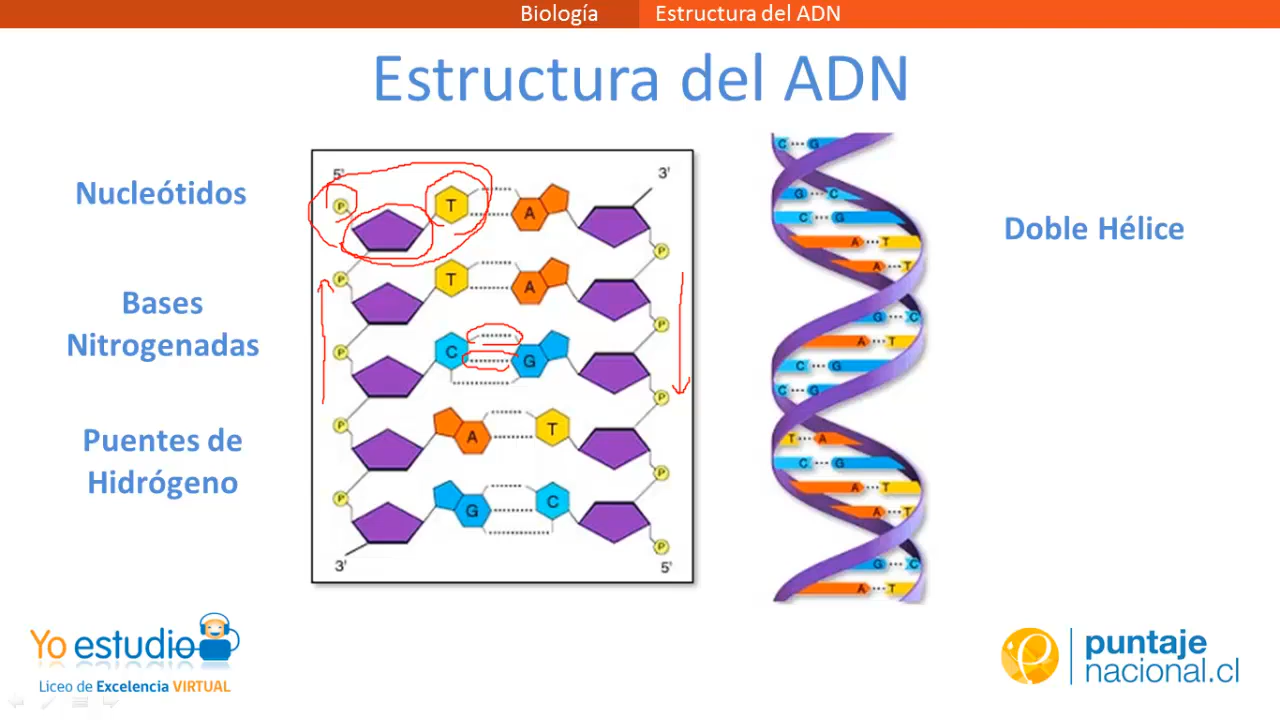 Biología Estructura del ADN
Estructura del ADN
Nucleótidos
Bases
Nitrogenadas
Puentes de
Hidrógeno
5' 3'
P T A
P
P T A
P
P C G
P
P A T
P
P G C
P
3' 5'
C G
G C
C G
A T
A T
G C
A T
C G
C G
T A
C G
A T
A T
G C
A T
Doble Hélice
Yo estudio
Liceo de Excelencia VIRTUAL
puntaje
nacional.cl